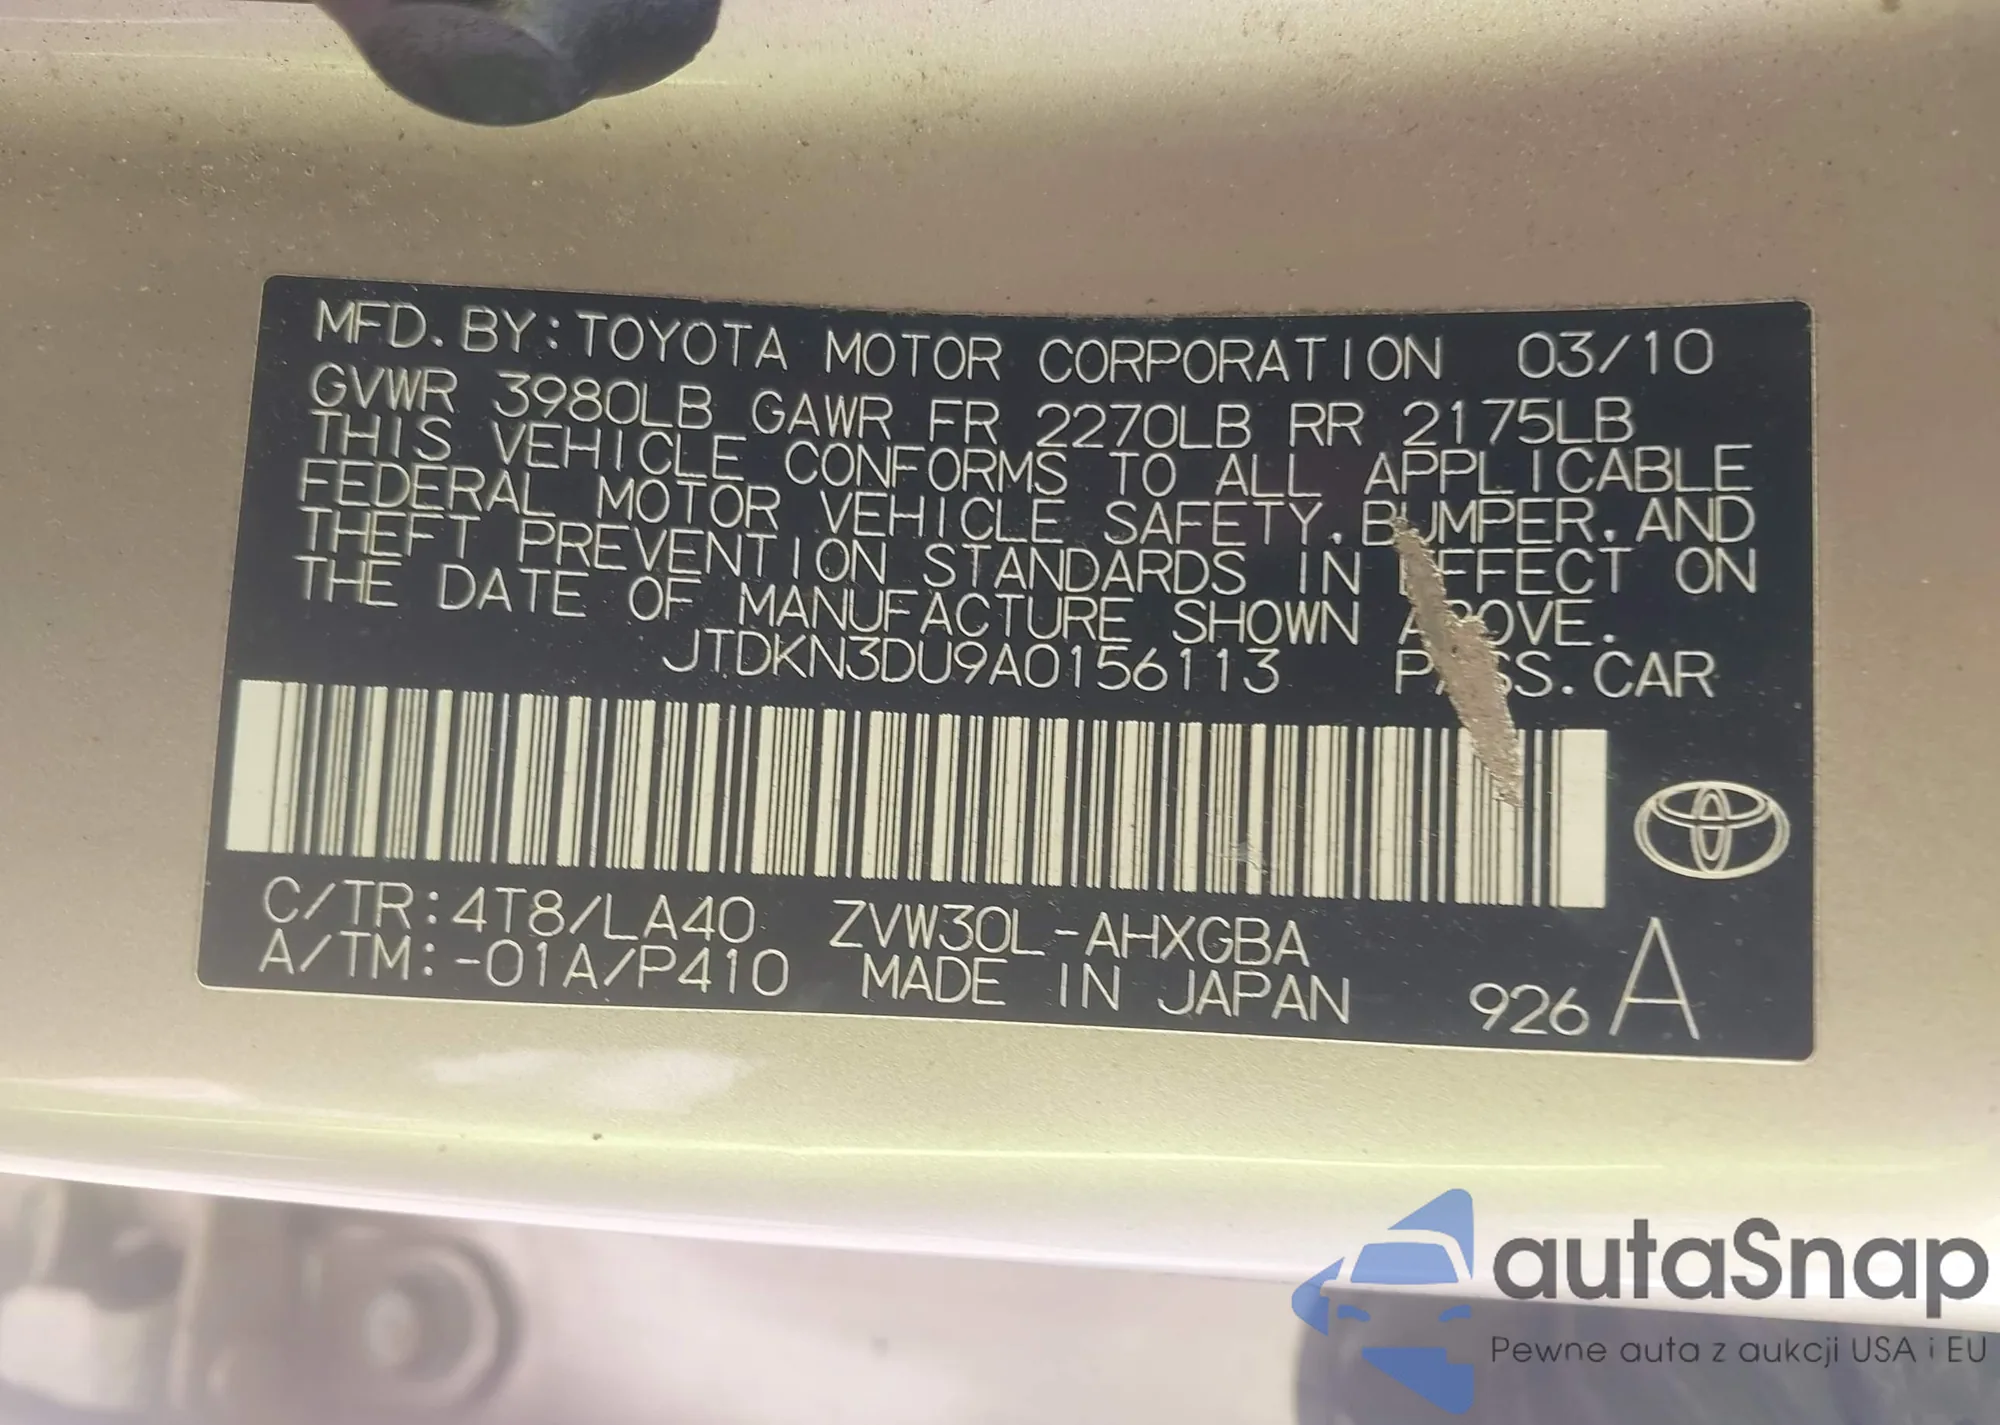 MFD. BY: TOYOTA MOTOR CORPORATION 03/10
GVWR 3980LB GAWR FR 2270LB RR 2175LB
THIS VEHICLE CONFORMS TO ALL APPLICABLE
FEDERAL MOTOR VEHICLE SAFETY. BUMPER. AND
THEFT PREVENTION STANDARDS IN EFFECT ON
THE DATE OF MANUFACTURE SHOWN ABOVE.
JTDKN3DU9A0156113 PASS. CAR
C/TR: 4T8/LA40 ZVW30L-AHXGBA
A/TM: -01A/P410 MADE IN JAPAN 926 A
autaSnap
Pewne auta z aukcji USA i EU